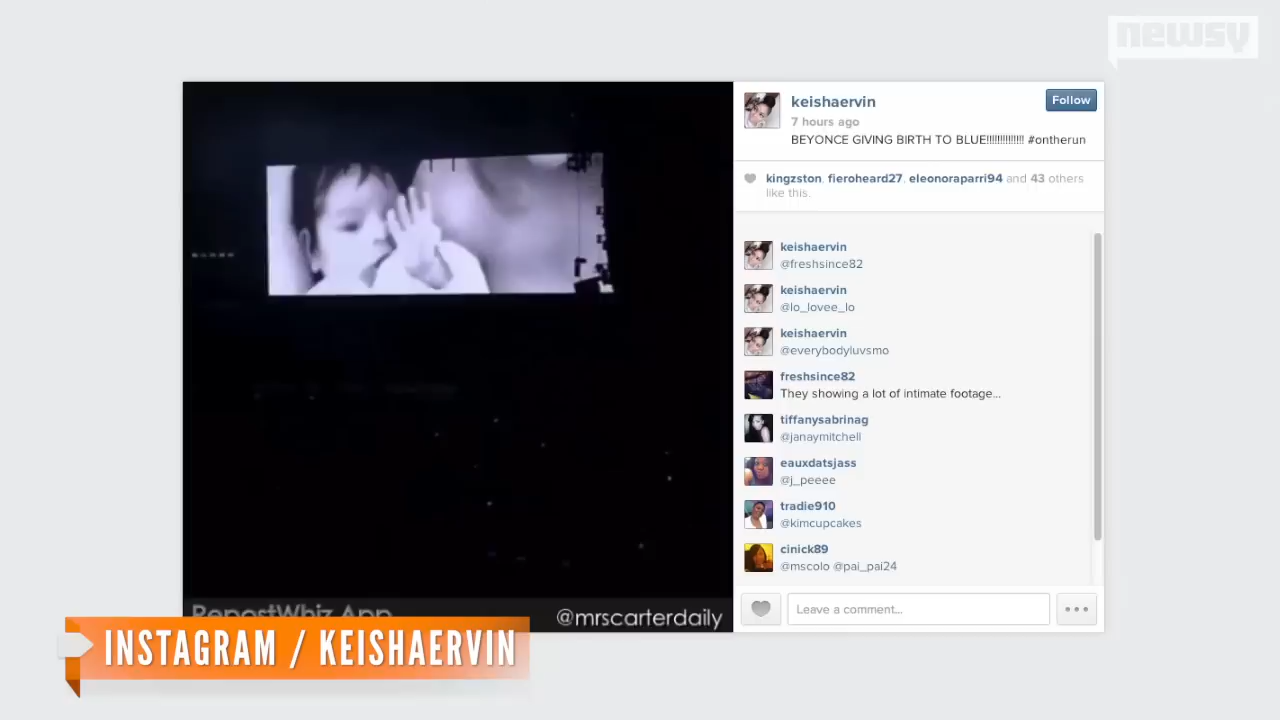 newsy
keishaervin
Follow
7 hours ago
BEYONCE GIVING BIRTH TO BLUE!!!!!!!!!!!!!! #ontherun
kingzston, fieroheard27, eleonoraparri94 and 43 others
like this.
keishaervin
@freshsince82
keishaervin
@lo_lovee_lo
keishaervin
@everybodyluvsmo
freshsince82
They showing a lot of intimate footage...
tiffanysabrinag
@janaymitchell
eauxdatsjass
@j_peeee
tradie910
@kimcupcakes
cinick89
@mscolo @pai_pai24
Leave a comment...
RepostWhiz App
@mrscarterdaily
INSTAGRAM / KEISHAERVIN